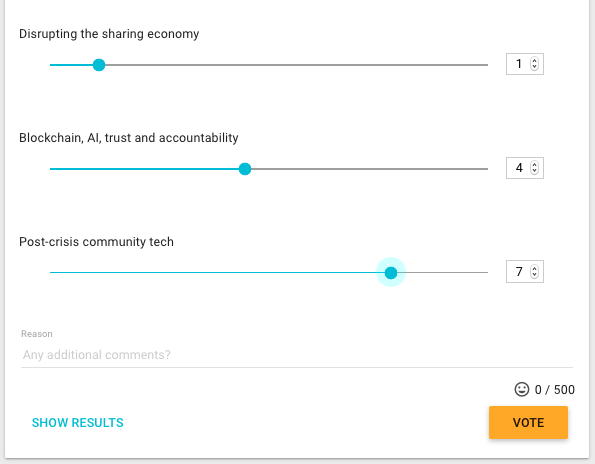 Disrupting the sharing economy
1
Blockchain, AI, trust and accountability
4
Post-crisis community tech
7
Reason
Any additional comments?
0 / 500
SHOW RESULTS
VOTE